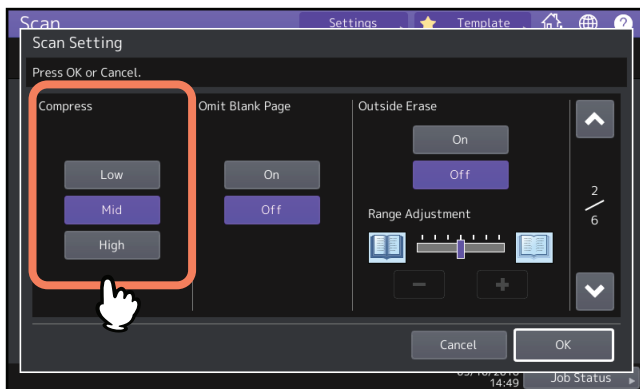 Scan Settings Template ?
Scan Setting
Press OK or Cancel.
Compress Omit Blank Page Outside Erase
On
Low On Off
Mid Off
2
Range Adjustment
6
High
Cancel OK
14:49 Job Status